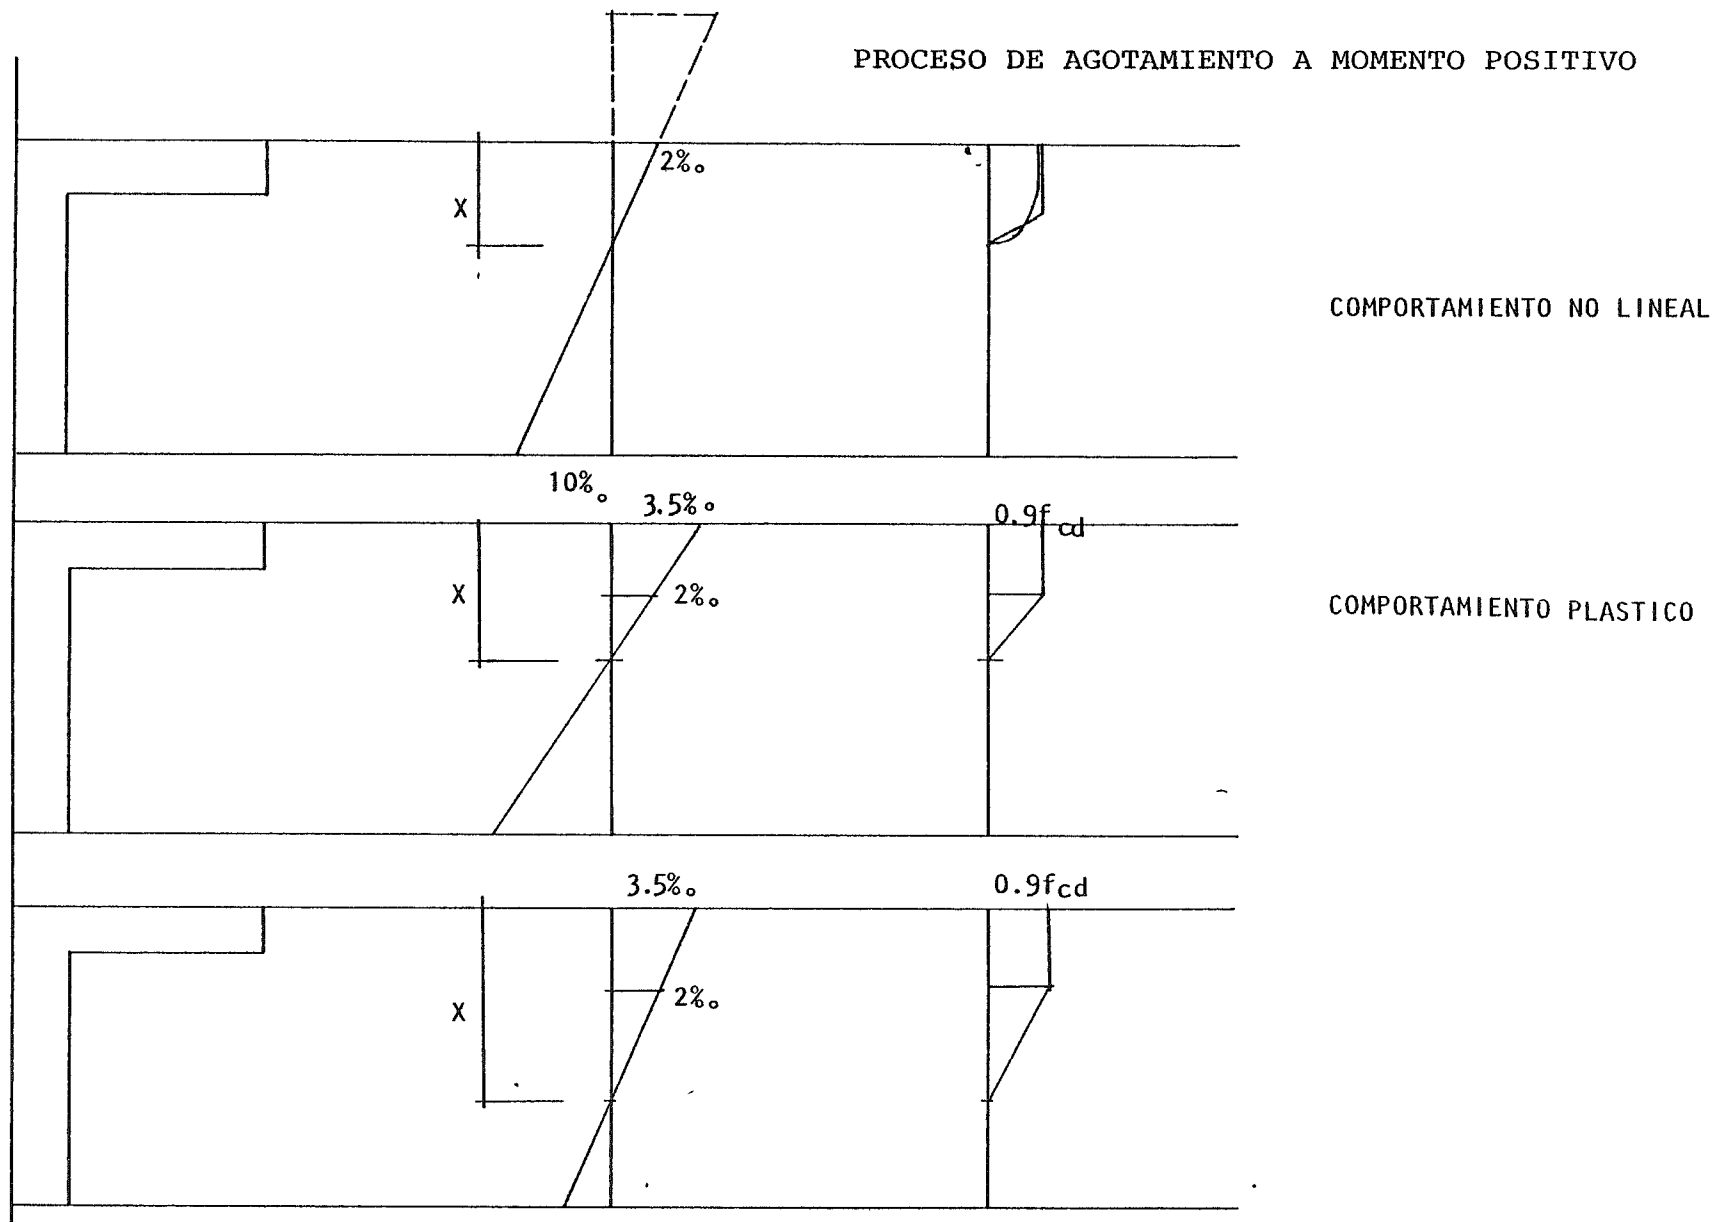 PROCESO DE AGOTAMIENTO A MOMENTO POSITIVO
2‰
X
COMPORTAMIENTO NO LINEAL
10‰
3.5‰
0.9fcd
X
2‰
COMPORTAMIENTO PLASTICO
3.5‰
0.9fcd
2‰
X